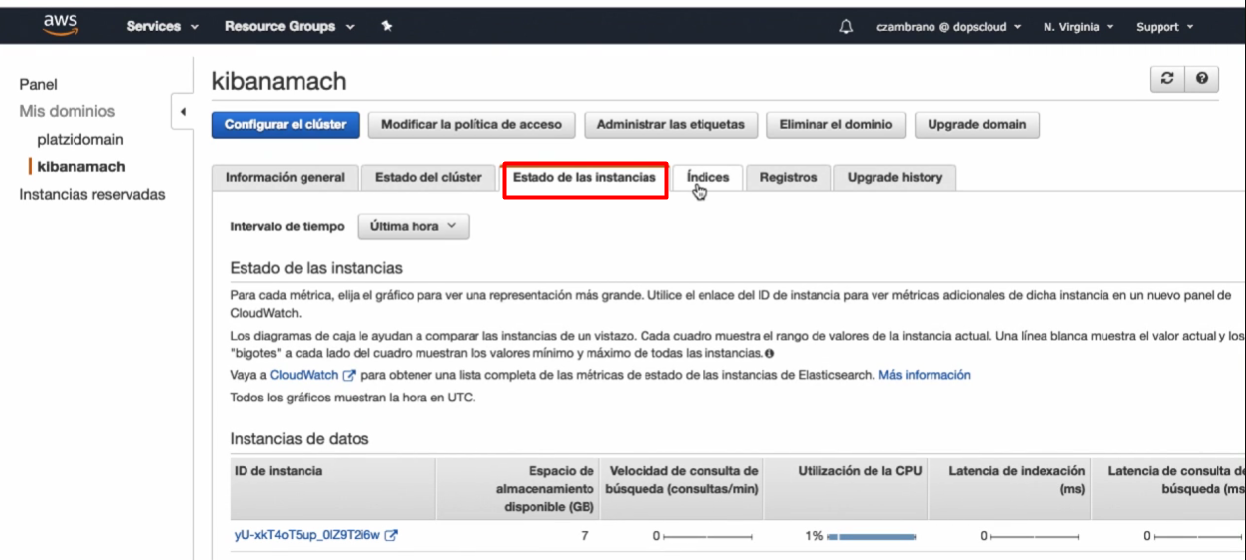 aws Services Resource Groups czambrano @ dopscloud N. Virginia Support
Panel
Mis dominios
platzidomain
kibanamach
Instancias reservadas
kibanamach
Configurar el clúster Modificar la política de acceso Administrar las etiquetas Eliminar el dominio Upgrade domain
Información general Estado del clúster Estado de las instancias Índices Registros Upgrade history
Intervalo de tiempo Última hora
Estado de las instancias
Para cada métrica, elija el gráfico para ver una representación más grande. Utilice el enlace del ID de instancia para ver métricas adicionales de dicha instancia en un nuevo panel de
CloudWatch.
Los diagramas de caja le ayudan a comparar las instancias de un vistazo. Cada cuadro muestra el rango de valores de la instancia actual. Una línea blanca muestra el valor actual y los
"bigotes" a cada lado del cuadro muestran los valores mínimo y máximo de todas las instancias.
Vaya a CloudWatch para obtener una lista completa de las métricas de estado de las instancias de Elasticsearch. Más información
Todos los gráficos muestran la hora en UTC.
Instancias de datos
ID de instancia Espacio de Velocidad de consulta de Utilización de la CPU Latencia de indexación Latencia de consulta de
almacenamiento búsqueda (consultas/min) (ms) búsqueda (ms
disponible (GB)
yU-xkT4oT5up_0IZ9T2i6w 7 0 1% 0 0